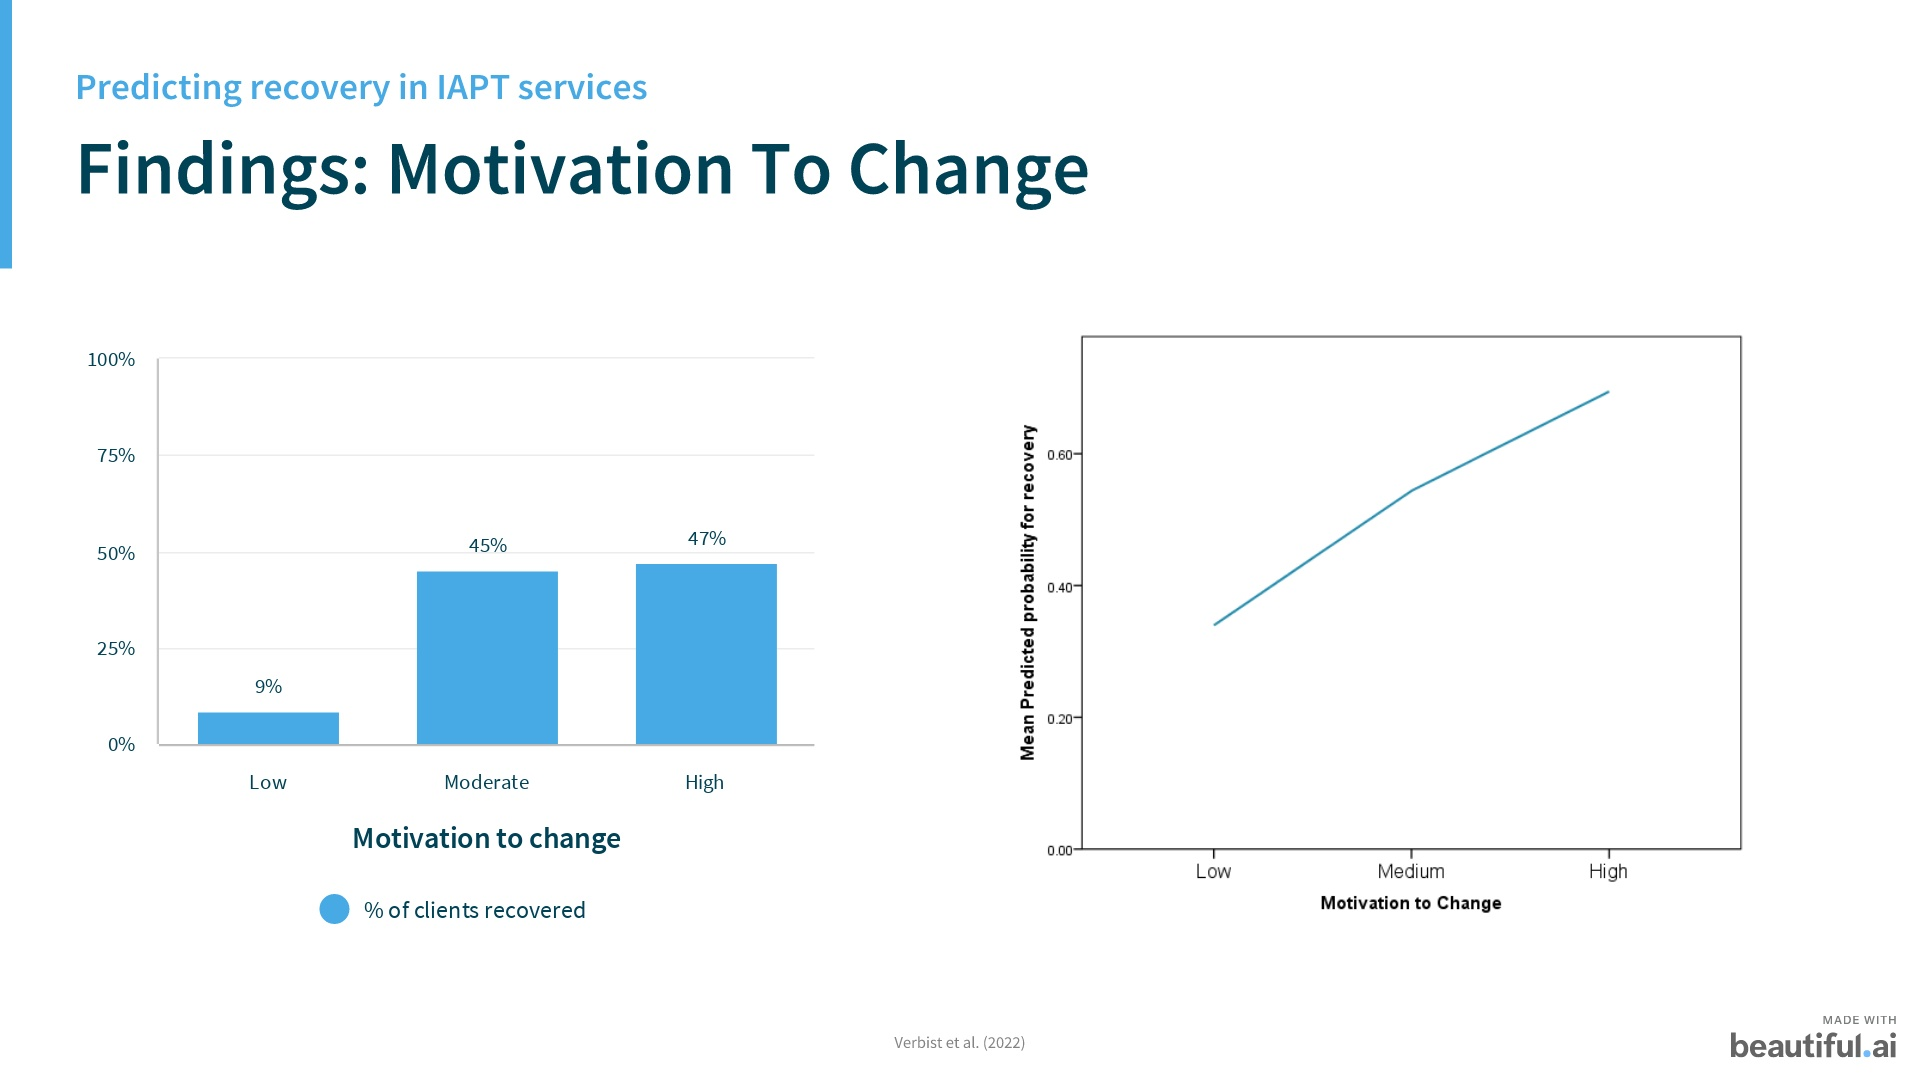 Predicting recovery in IAPT services
Findings: Motivation To Change
100%
75%
50%
25%
0%
9%
45%
47%
Low
Moderate
High
Motivation to change
% of clients recovered
Mean Predicted probability for recovery
0.60
0.40
0.20
0.00
Low
Medium
High
Motivation to Change
Verbist et al. (2022)
MADE WITH
beautiful.ai